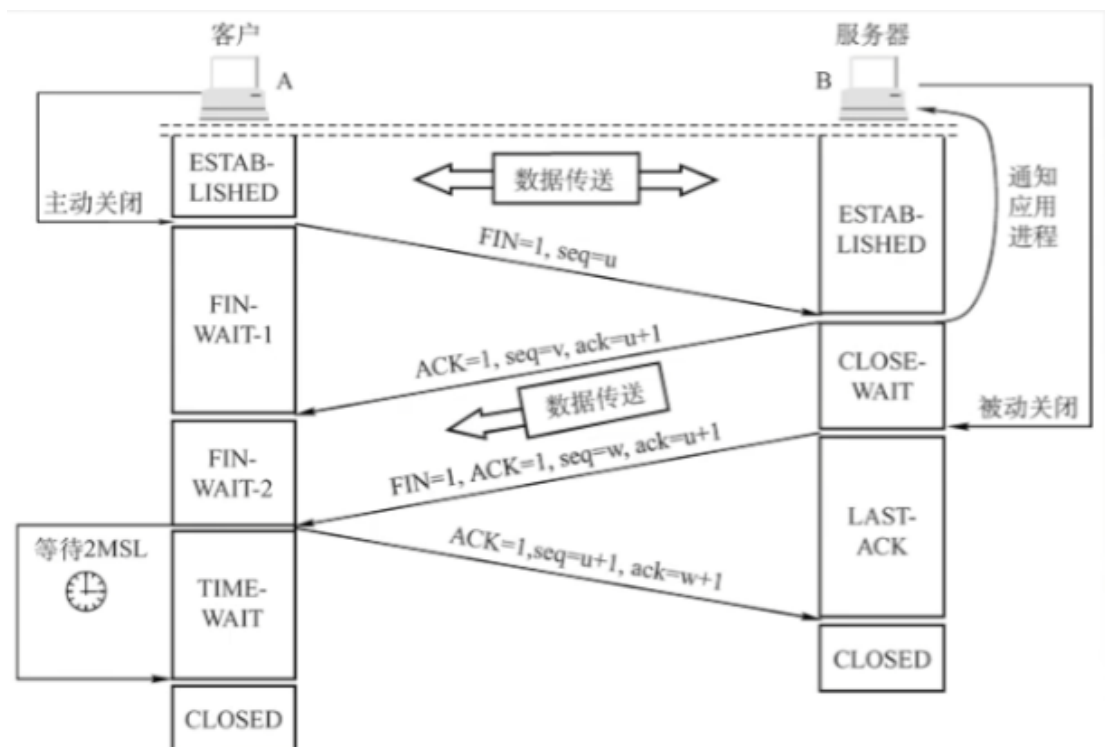 客户
服务器
A
B
ESTAB-
LISHED
数据传送
主动关闭
通知
应用
进程
ESTAB-
LISHED
FIN=1, seq=u
FIN-
WAIT-1
ACK=1, seq=v, ack=u+1
CLOSE-
WAIT
数据传送
被动关闭
FIN-
WAIT-2
FIN=1, ACK=1, seq=w, ack=u+1
LAST-
ACK
等待2MSL
ACK=1,seq=u+1, ack=w+1
TIME-
WAIT
CLOSED
CLOSED